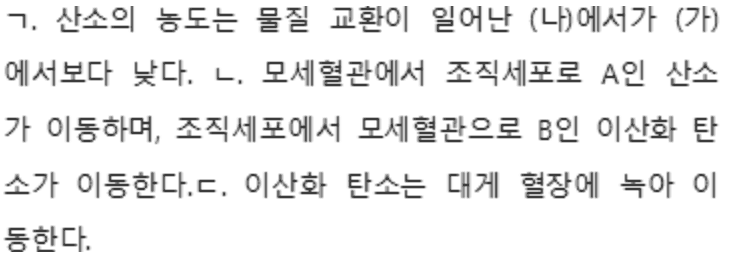 ㄱ. 산소의 농도는 물질 교환이 일어난 (나)에서가 (가)
에서보다 낮다. ㄴ. 모세혈관에서 조직세포로 A인 산소
가 이동하며, 조직세포에서 모세혈관으로 B인 이산화 탄
소가 이동한다.ㄷ. 이산화 탄소는 대게 혈장에 녹아 이
동한다.